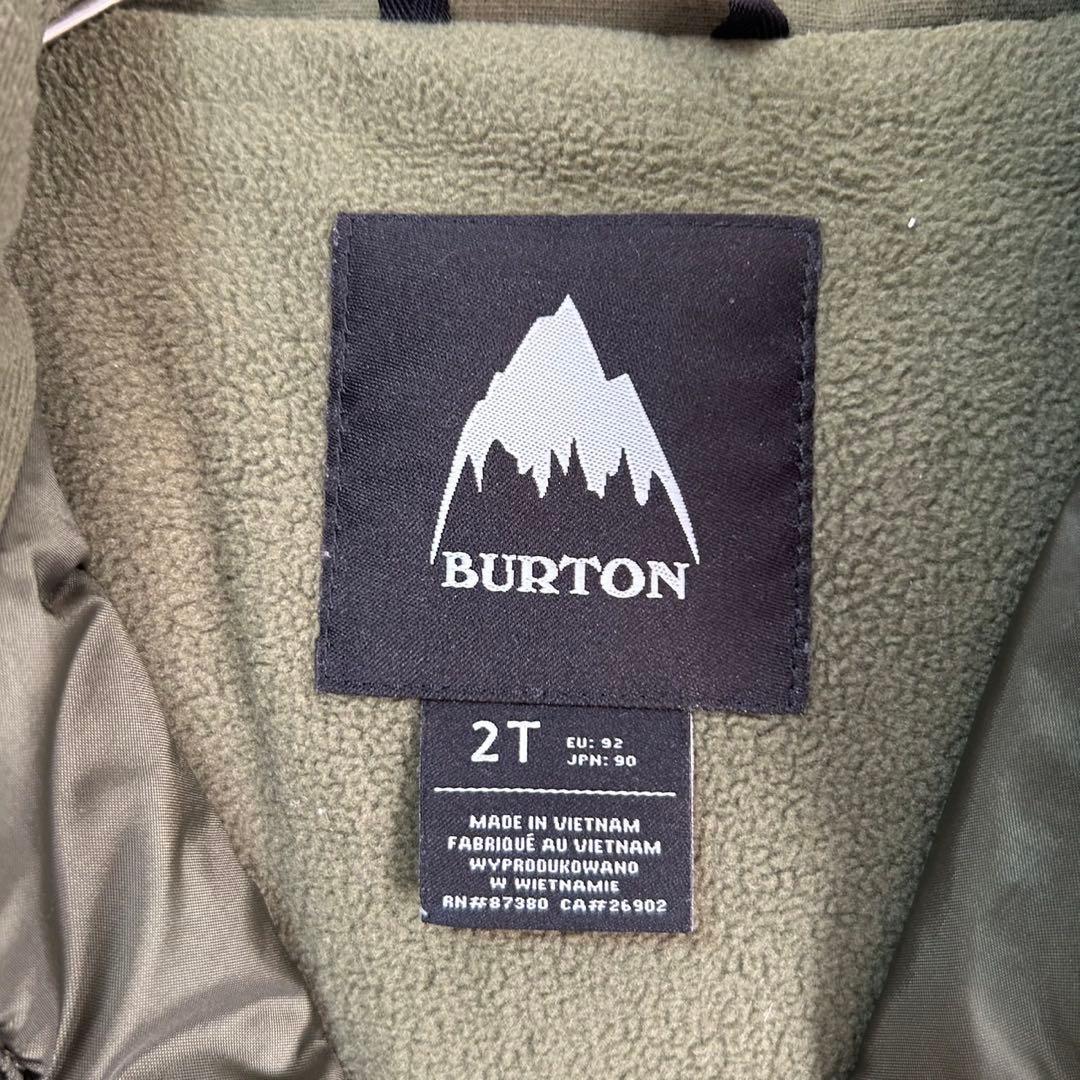 BURTON
2T
EU: 92
JPN: 90
MADE IN VIETNAM
FABRIQUÉ AU VIETNAM
WYPRODUKOWANO
W WIETNAMIE
RN#87380 CA#26902